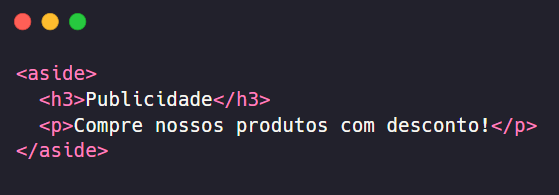 <aside>
  <h3>Publicidade</h3>
  <p>Compre nossos produtos com desconto!</p>
</aside>